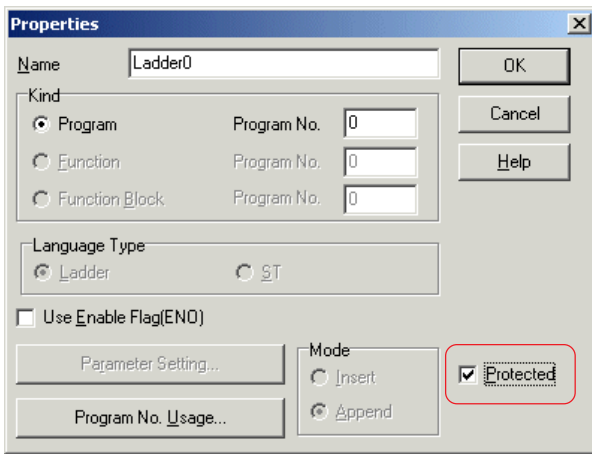 Properties
Name Ladder0 OK
Kind
Program Program No. 0 Cancel
Function Program No. 0 Help
Function Block Program No. 0
Language Type
Ladder ST
Use Enable Flag(ENO)
Parameter Setting... Mode
Insert Protected
Program No. Usage... Append